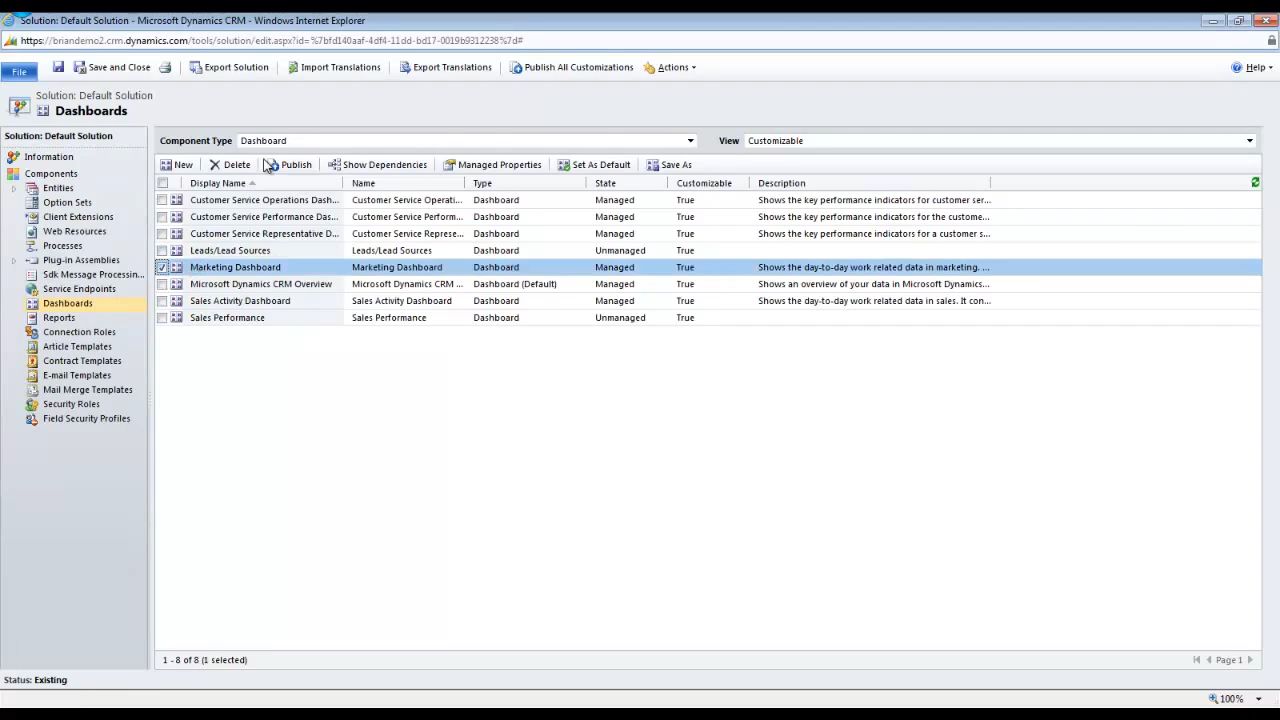 Solution: Default Solution - Microsoft Dynamics CRM - Windows Internet Explorer
https://briandemo2.crm.dynamics.com/tools/solution/edit.aspx?id=%7bfd140aaf-4df4-11dd-bd17-0019b9312238%7d#
File Save and Close Export Solution Import Translations Export Translations Publish All Customizations Actions Help
Solution: Default Solution
Dashboards
Solution: Default Solution
Information
Components
Entities
Option Sets
Client Extensions
Web Resources
Processes
Plug-in Assemblies
Sdk Message Processin...
Service Endpoints
Dashboards
Reports
Connection Roles
Article Templates
Contract Templates
E-mail Templates
Mail Merge Templates
Security Roles
Field Security Profiles
Component Type Dashboard View Customizable
New Delete Publish Show Dependencies Managed Properties Set As Default Save As
Display Name Name Type State Customizable Description
Customer Service Operations Dash... Customer Service Operati... Dashboard Managed True Shows the key performance indicators for customer ser...
Customer Service Performance Das... Customer Service Perform... Dashboard Managed True Shows the key performance indicators for the custome...
Customer Service Representative D... Customer Service Represe... Dashboard Managed True Shows the key performance indicators for a customer s...
Leads/Lead Sources Leads/Lead Sources Dashboard Unmanaged True
Marketing Dashboard Marketing Dashboard Dashboard Managed True Shows the day-to-day work related data in marketing. ...
Microsoft Dynamics CRM Overview Microsoft Dynamics CRM ... Dashboard (Default) Managed True Shows an overview of your data in Microsoft Dynamics...
Sales Activity Dashboard Sales Activity Dashboard Dashboard Managed True Shows the day-to-day work related data in sales. It con...
Sales Performance Sales Performance Dashboard Unmanaged True
1 - 8 of 8 (1 selected) Page 1
Status: Existing
100%